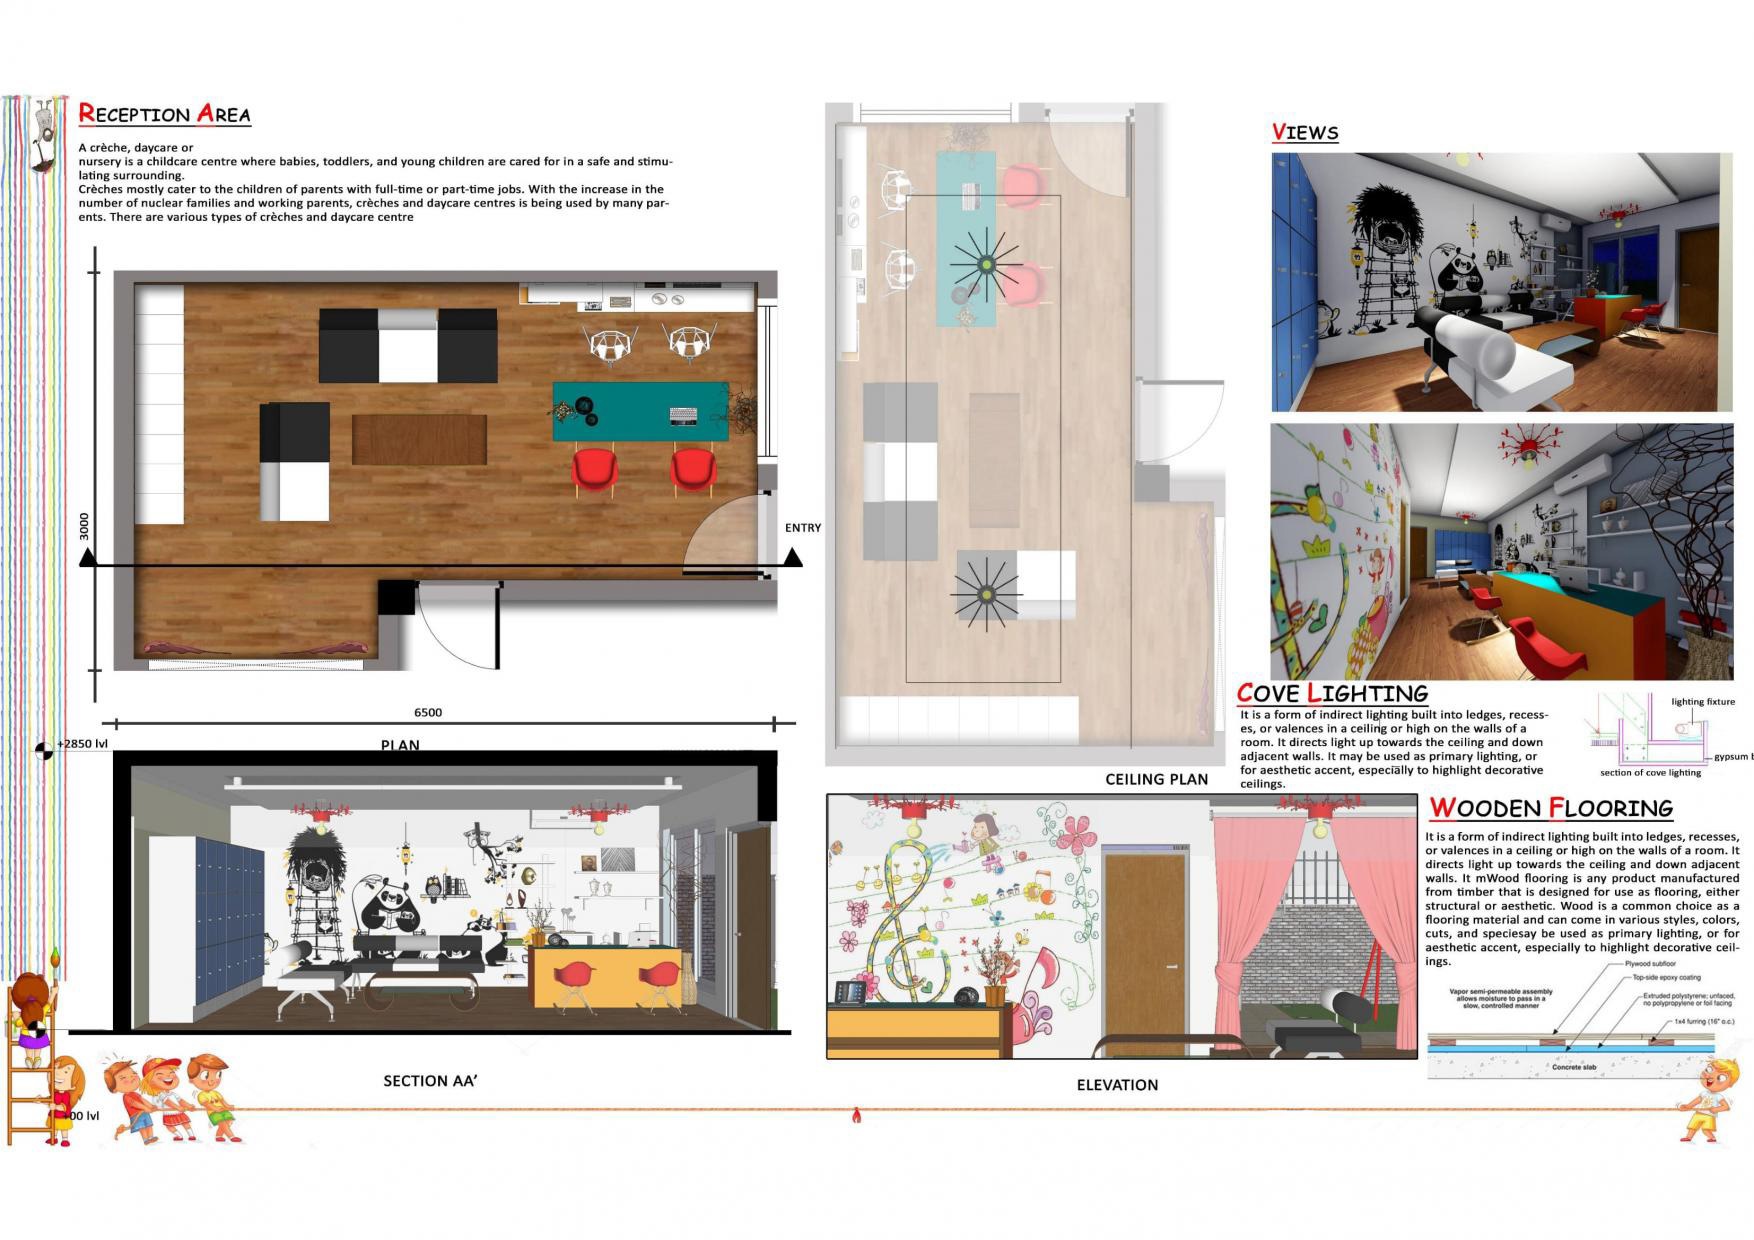 RECEPTION AREA
A crèche, daycare or
nursery is a childcare centre where babies, toddlers, and young children are cared for in a safe and stimu-
lating surrounding.
Crèches mostly cater to the children of parents with full-time or part-time jobs. With the increase in the
number of nuclear families and working parents, crèches and daycare centres is being used by many par-
ents. There are various types of crèches and daycare centre
3000
ENTRY
6500
PLAN
+2850 lvl
SECTION AA’
00 lvl
CEILING PLAN
ELEVATION
VIEWS
COVE LIGHTING
It is a form of indirect lighting built into ledges, recess-
es, or valences in a ceiling or high on the walls of a
room. It directs light up towards the ceiling and down
adjacent walls. It may be used as primary lighting, or
for aesthetic accent, especially to highlight decorative
ceilings.
lighting fixture
gypsum b
section of cove lighting
WOODEN FLOORING
It is a form of indirect lighting built into ledges, recesses,
or valences in a ceiling or high on the walls of a room. It
directs light up towards the ceiling and down adjacent
walls. It mWood flooring is any product manufactured
from timber that is designed for use as flooring, either
structural or aesthetic. Wood is a common choice as a
flooring material and can come in various styles, colors,
cuts, and speciesay be used as primary lighting, or for
aesthetic accent, especially to highlight decorative ceil-
ings.
Plywood subfloor
Top-side epoxy coating
Vapor semi-permeable assembly
allows moisture to pass in a
slow, controlled manner
Extruded polystyrene; unfaced,
no polypropylene or foil facing
1x4 furring (16" o.c.)
Concrete slab